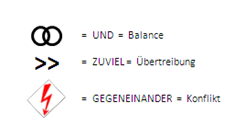 = UND = Balance
>> = ZUVIEL= Übertreibung
= GEGENEINANDER = Konflikt